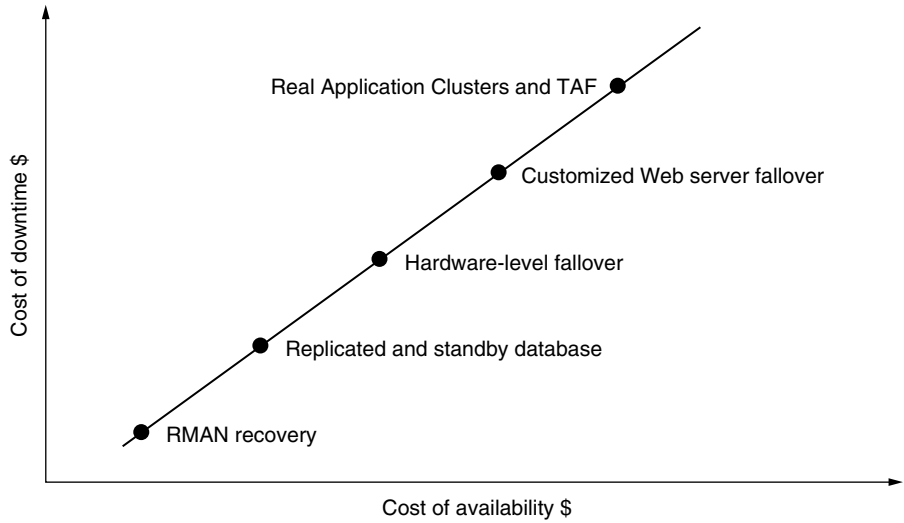 Real Application Clusters and TAF
Customized Web server fallover
Hardware-level fallover
Replicated and standby database
RMAN recovery
Cost of downtime $
Cost of availability $